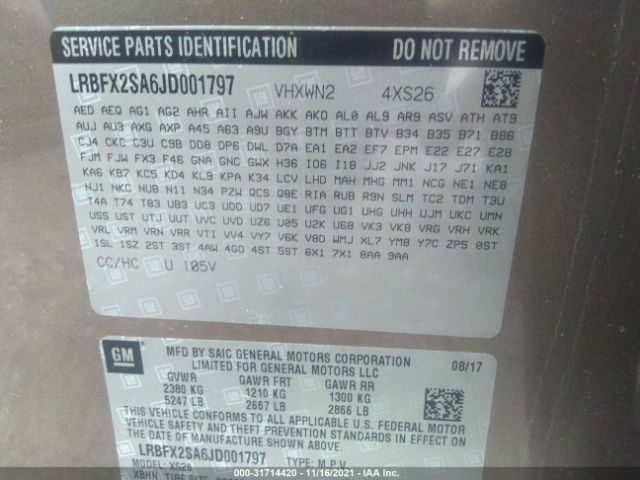 SERVICE PARTS IDENTIFICATION DO NOT REMOVE
LRBFX2SA6JD001797 VHXWN2 4XS26
AED AEQ AG1 AG2 AHR AII AJW AKK AKO AL0 AL9 AR9 ASV ATH AT9
AUJ AU3 AXG AXP A45 A63 A9U BGY BTM BTT BTV B34 B35 B71 BB6
CJ4 CKC C3U C9B DD8 DP6 DWL D7A EA1 EA2 EF7 EPM E22 E27 E28
FJM FJW FX3 F46 GNA GNC GWX H36 IO6 I18 JJ2 JNK J17 J71 KA1
KA6 KB7 KC5 KD4 KL9 KPA K34 LCV LHD MAH MHG MM1 NCG NE1 NE8
NJ1 NKC NUB N11 N34 PZW QCS Q8E RIA RUB R9N SLM TC2 TDM T3U
T4A T74 T83 UB3 UC3 UDD UD7 UE1 UFG UG1 UHG UHH UJM UKC UMN
USS UST UTJ UUT UVC UVD UZ6 U05 U2K U68 VK3 VK8 VRG VRH VRK
VRL VRM VRN VRR VTI VV4 VY7 V6K V8D WMJ XL7 YM8 Y7C ZP5 0ST
1SL 1SZ 2ST 3ST 4AW 4GO 4ST 5ST 6X1 7X1 8AA 9AA
CC/HC U 105V
GM
MFD BY SAIC GENERAL MOTORS CORPORATION
LIMITED FOR GENERAL MOTORS LLC 08/17
GVWR GAWR FRT GAWR RR
2380 KG 1210 KG 1300 KG
5247 LB 2667 LB 2866 LB
THIS VEHICLE CONFORMS TO ALL APPLICABLE U.S. FEDERAL MOTOR
VEHICLE SAFETY AND THEFT PREVENTION STANDARDS IN EFFECT
ON THE DATE OF MANUFACTURE SHOWN ABOVE.
LRBFX2SA6JD001797 TYPE: M.P.V.
MODEL: XS26
000-31714420 - 11/16/2021 - IAAI.com